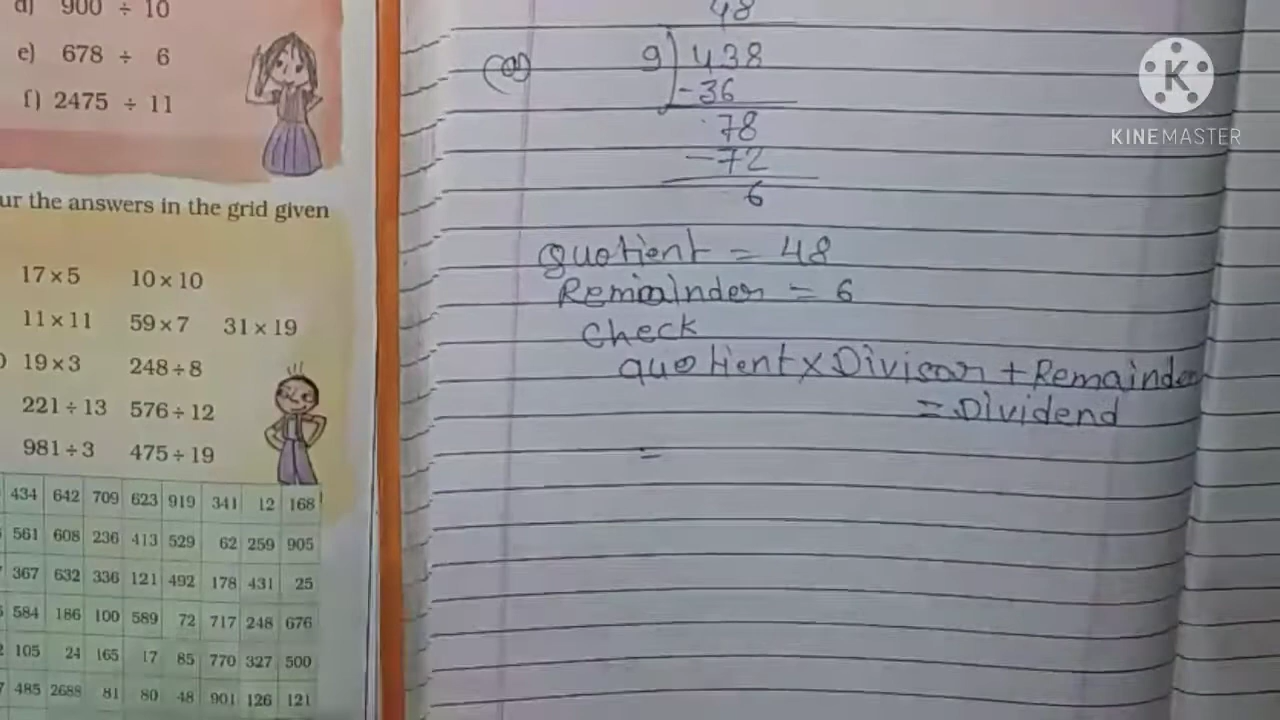 d) 900 ÷ 10
e) 678 ÷ 6
f) 2475 ÷ 11
ur the answers in the grid given
17 × 5 10 × 10
11 × 11 59 × 7 31 × 19
19 × 3 248 ÷ 8
221 ÷ 13 576 ÷ 12
981 ÷ 3 475 ÷ 19
434 642 709 623 919 341 12 168
561 608 236 413 529 62 259 905
367 632 336 121 492 178 431 25
584 186 100 589 72 717 248 676
105 24 165 17 85 770 327 500
485 2688 81 80 48 901 126 121
48
(a) 9)438
-36
78
-72
6
quotient = 48
Remainder = 6
Check
quotient × Divisor + Remainder
= Dividend
=
KINEMASTER